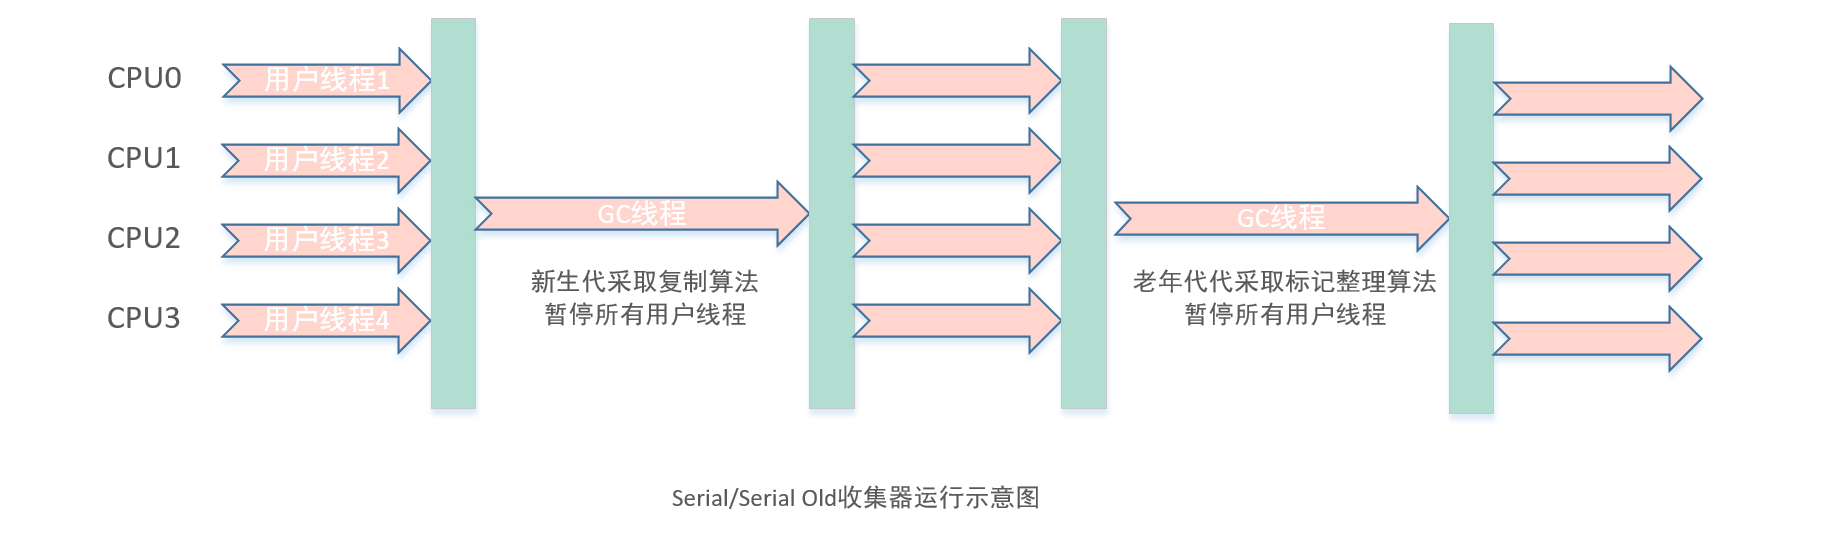 CPU0
用户线程1
CPU1
用户线程2
CPU2
用户线程3
CPU3
用户线程4
GC线程
新生代采取复制算法
暂停所有用户线程
GC线程
老年代代采取标记整理算法
暂停所有用户线程
Serial/Serial Old收集器运行示意图